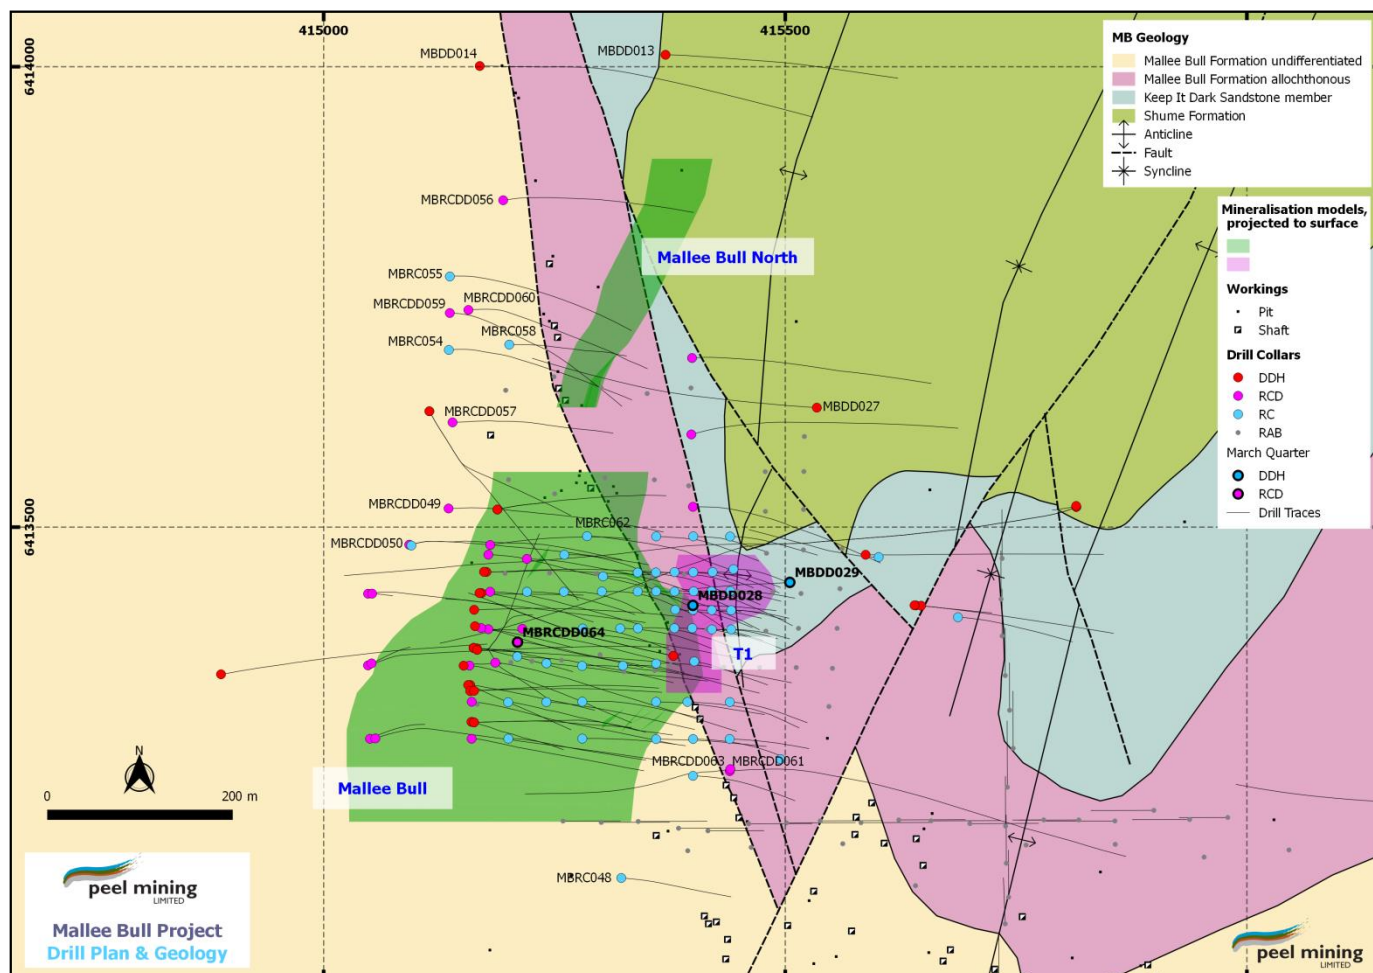 415000
415500
6414000
6413500
MBDD014
MBDD013
MBRCDD056
Mallee Bull North
MBRC055
MBRCDD059
MBRCDD060
MBRC054
MBRC058
MBDD027
MBRCDD057
MBRCDD049
MBRC062
MBRCDD050
MBDD029
MBDD028
MBRCDD064
T1
MBRCDD063
MBRCDD061
Mallee Bull
MBRC048
MB Geology
Mallee Bull Formation undifferentiated
Mallee Bull Formation allochthonous
Keep It Dark Sandstone member
Shume Formation
Anticline
Fault
Syncline
Mineralisation models,
projected to surface
Workings
Pit
Shaft
Drill Collars
DDH
RCD
RC
RAB
March Quarter
DDH
RCD
Drill Traces
N
0 200 m
peel mining
LIMITED
Mallee Bull Project
Drill Plan & Geology
peel mining
LIMITED